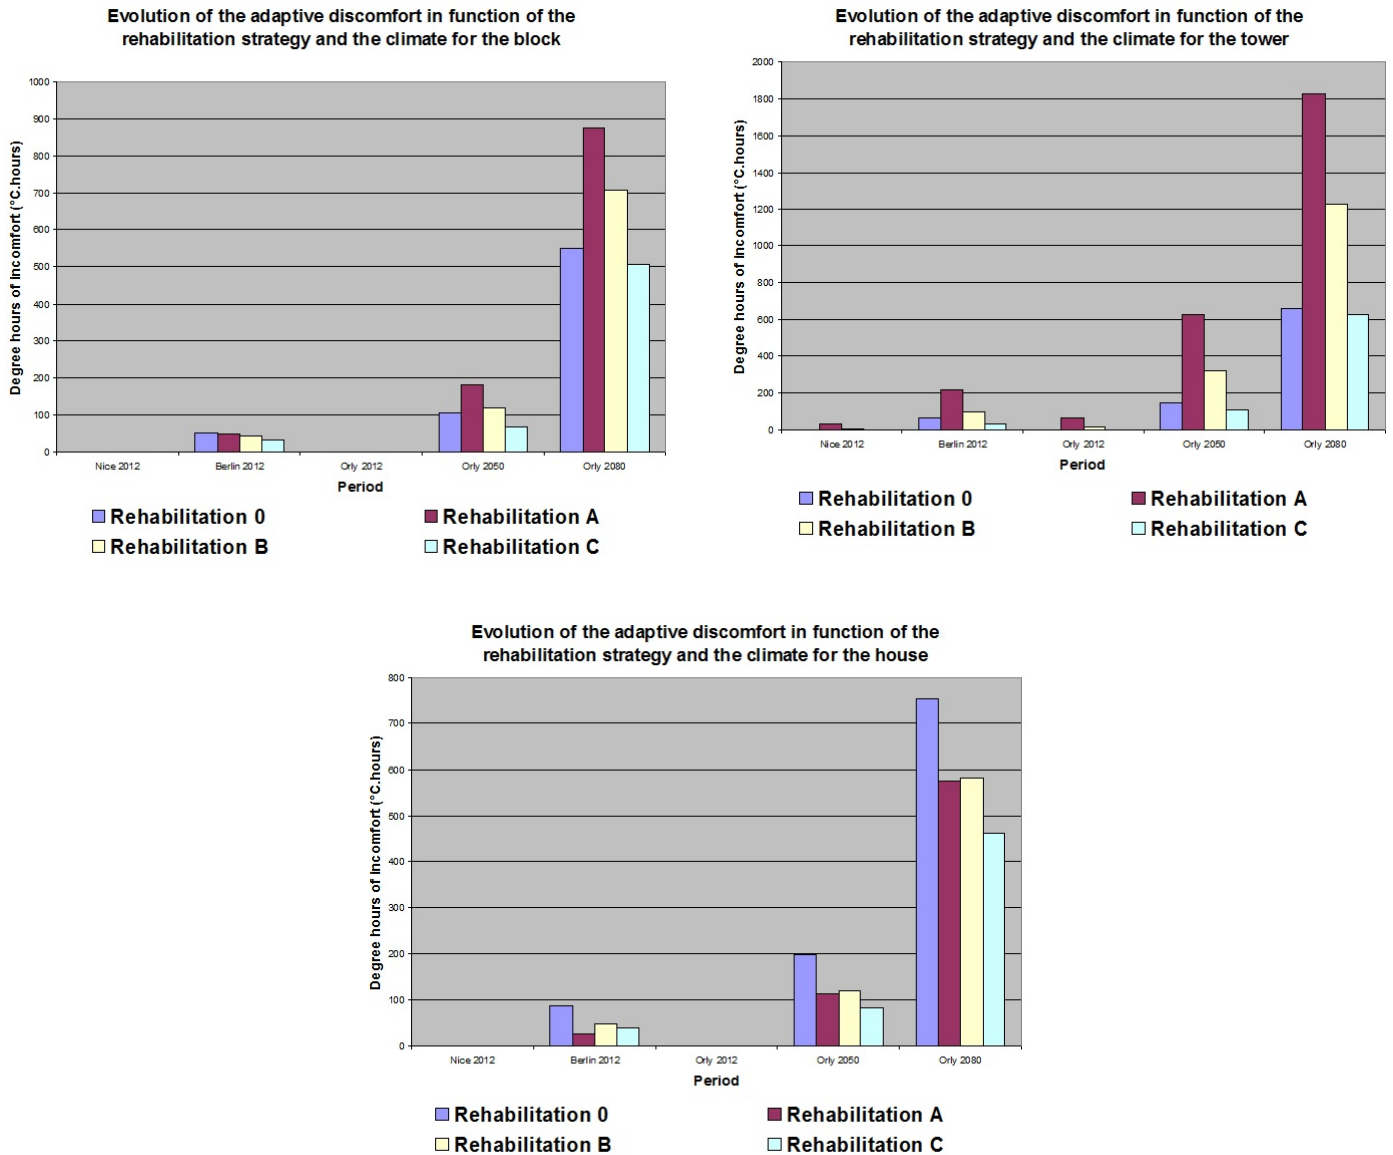 Evolution of the adaptive discomfort in function of the
rehabilitation strategy and the climate for the block
Degree hours of Incomfort (°C.hours)
1000
900
800
700
600
500
400
300
200
100
0
Nice 2012 Berlin 2012 Orly 2012 Orly 2050 Orly 2080
Period
Rehabilitation 0 Rehabilitation A
Rehabilitation B Rehabilitation C
Evolution of the adaptive discomfort in function of the
rehabilitation strategy and the climate for the tower
Degree hours of Incomfort (°C.hours)
2000
1800
1600
1400
1200
1000
800
600
400
200
0
Nice 2012 Berlin 2012 Orly 2012 Orly 2050 Orly 2080
Period
Rehabilitation 0 Rehabilitation A
Rehabilitation B Rehabilitation C
Evolution of the adaptive discomfort in function of the
rehabilitation strategy and the climate for the house
Degree hours of Incomfort (°C.hours)
800
700
600
500
400
300
200
100
0
Nice 2012 Berlin 2012 Orly 2012 Orly 2050 Orly 2080
Period
Rehabilitation 0 Rehabilitation A
Rehabilitation B Rehabilitation C